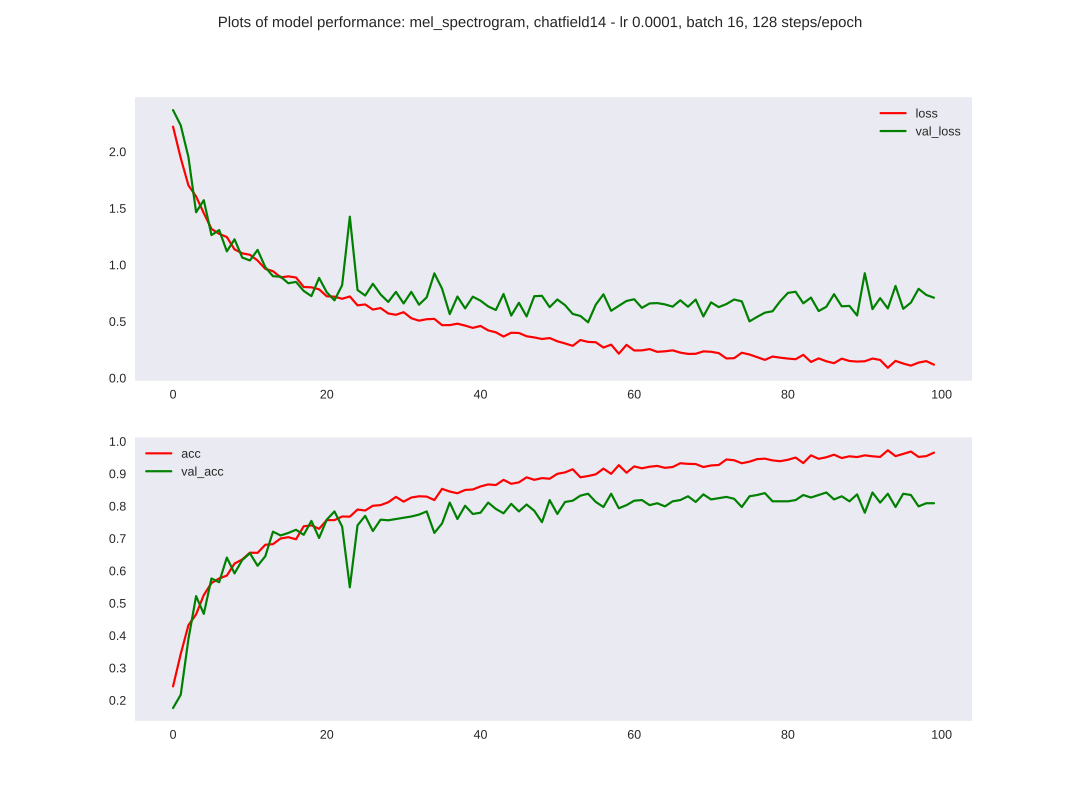 Plots of model performance: mel_spectrogram, chatfield14 - lr 0.0001, batch 16, 128 steps/epoch
loss
val_loss
2.0
1.5
1.0
0.5
0.0
0 20 40 60 80 100
acc
val_acc
1.0
0.9
0.8
0.7
0.6
0.5
0.4
0.3
0.2
0 20 40 60 80 100